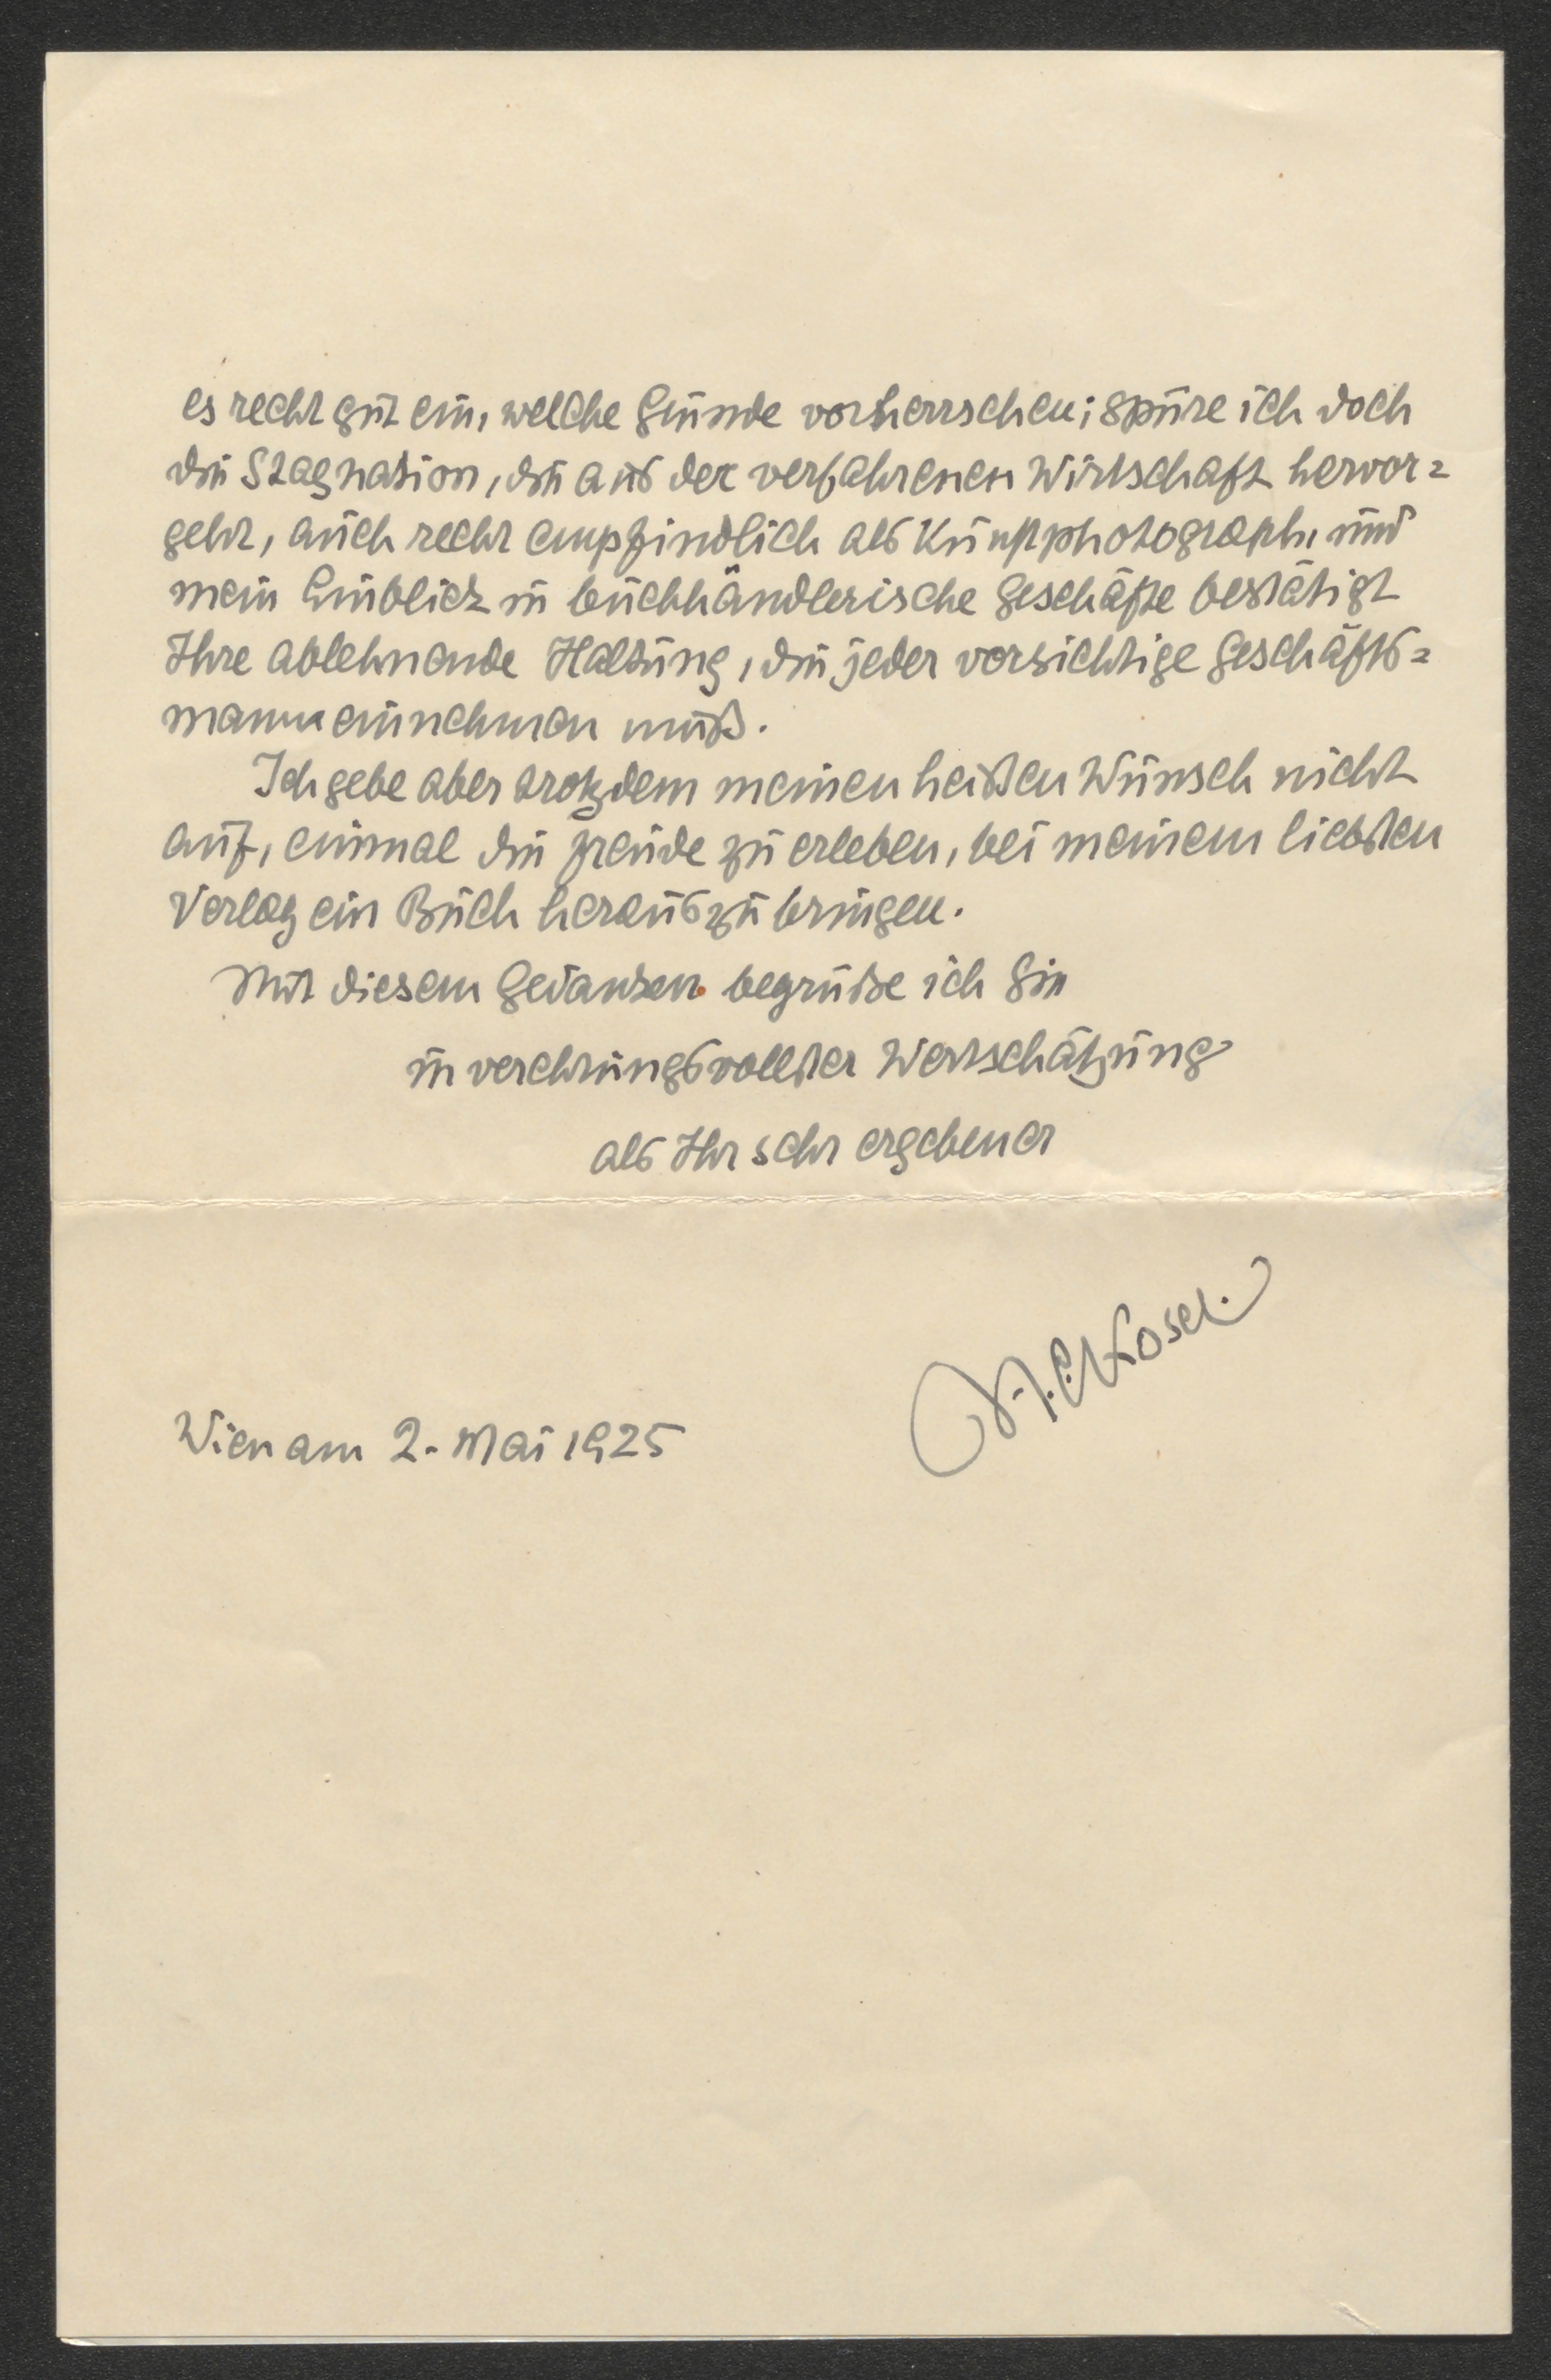 es recht gut ein, welche Gründe vorherrschen; spüre ich doch
die Stagnation, die aus der verfahrenen Wirtschaft hervor=
geht, auch recht empfindlich als Kunstphotograph, und
mein Einblick in buchhändlerische Geschäfte bestätigt
Ihre ablehnende Haltung, die jeder vorsichtige Geschäfts=
mann einnehmen muß.
Ich gebe aber trotzdem meinen heißen Wunsch nicht
auf, einmal die Freude zu erleben, bei meinem liebsten
Verlag ein Buch herauszubringen.
Mit diesem Gedanken begrüße ich Sie
in verehrungsvollster Wertschätzung
als Ihr sehr ergebener
H.C. Kosel.
Wien am 2. Mai 1925